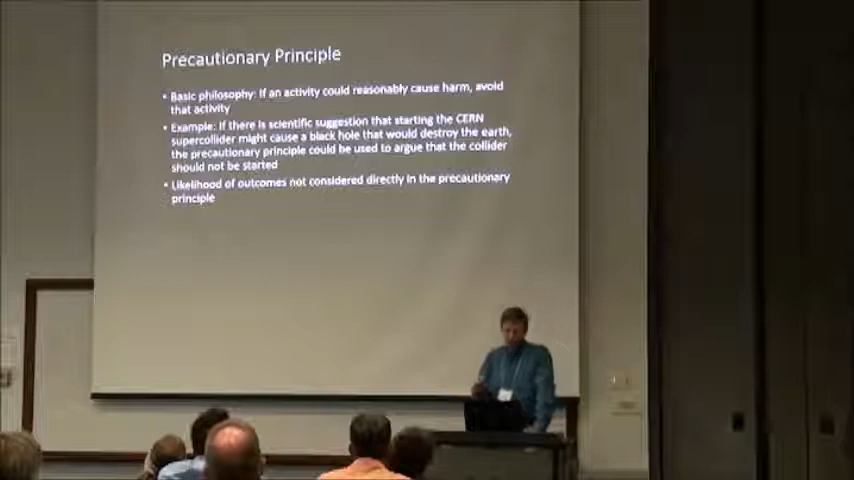 Precautionary Principle
• Basic philosophy: If an activity could reasonably cause harm, avoid
that activity
• Example: If there is scientific suggestion that starting the CERN
supercollider might cause a black hole that would destroy the earth,
the precautionary principle could be used to argue that the collider
should not be started
• Likelihood of outcomes not considered directly in the precautionary
principle